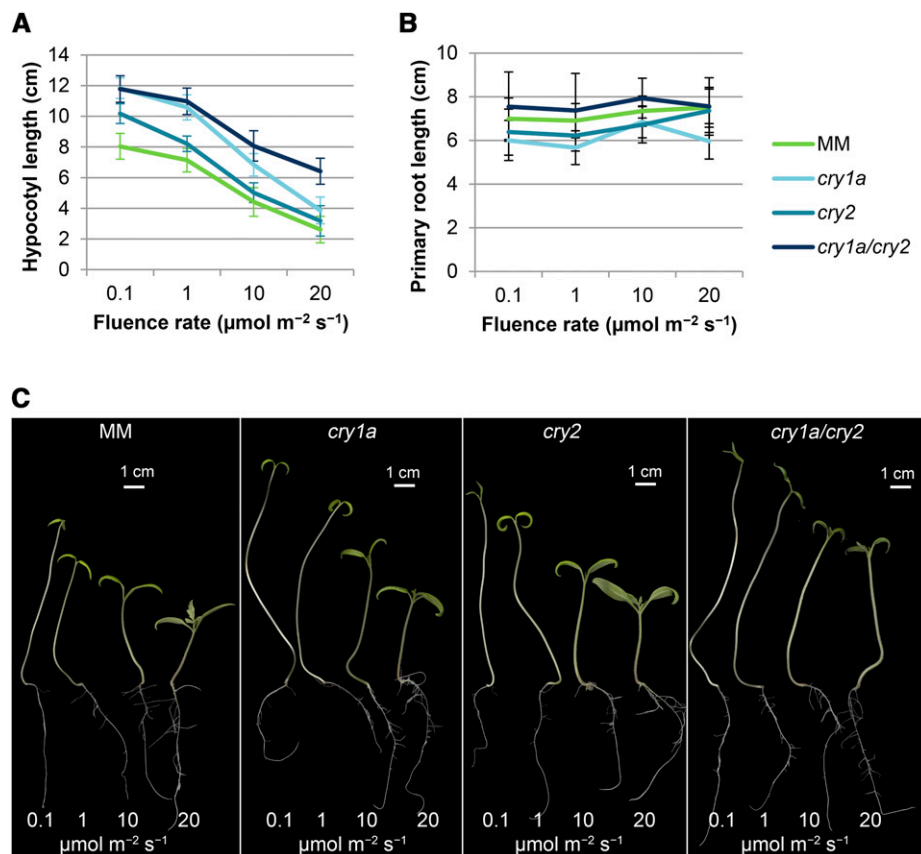 A
Hypocotyl length (cm)
14
12
10
8
6
4
2
0
0.1 1 10 20
Fluence rate (µmol m⁻² s⁻¹)
B
Primary root length (cm)
10
8
6
4
2
0
0.1 1 10 20
Fluence rate (µmol m⁻² s⁻¹)
MM
cry1a
cry2
cry1a/cry2
C
MM
1 cm
0.1 1 10 20
µmol m⁻² s⁻¹
cry1a
1 cm
0.1 1 10 20
µmol m⁻² s⁻¹
cry2
1 cm
0.1 1 10 20
µmol m⁻² s⁻¹
cry1a/cry2
1 cm
0.1 1 10 20
µmol m⁻² s⁻¹